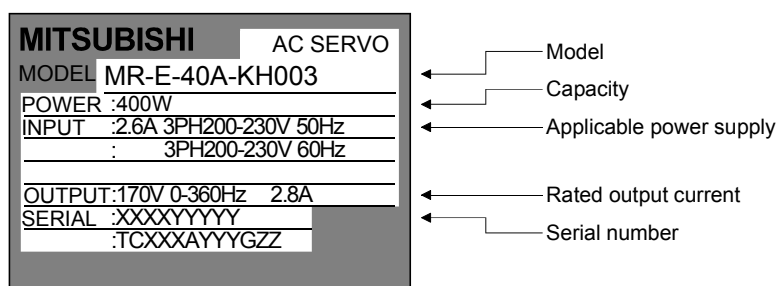 MITSUBISHI AC SERVO
MODEL MR-E-40A-KH003
POWER :400W
INPUT :2.6A 3PH200-230V 50Hz
: 3PH200-230V 60Hz
OUTPUT:170V 0-360Hz 2.8A
SERIAL :XXXXYYYYY
:TCXXXAYYYGZZ
Model
Capacity
Applicable power supply
Rated output current
Serial number